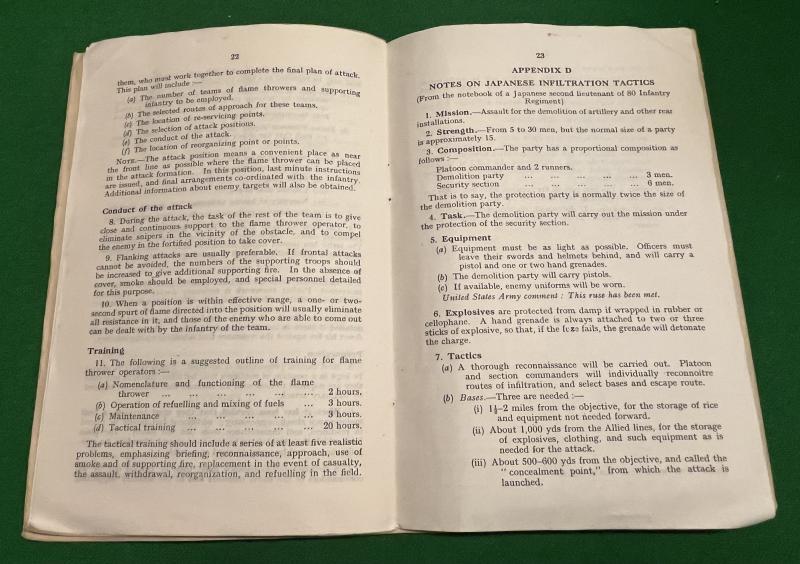 22
them, who must work together to complete the final plan of attack.
This plan will include :—
(a) The number of teams of flame throwers and supporting
infantry to be employed.
(b) The selected routes of approach for these teams.
(c) The location of re-servicing points.
(d) The selection of attack positions.
(e) The conduct of the attack.
(f) The location of reorganizing point or points.
NOTE.—The attack position means a convenient place as near
the front line as possible where the flame thrower can be placed
in the attack formation. In this position, last minute instructions
are issued, and final arrangements co-ordinated with the infantry.
Additional information about enemy targets will also be obtained.
Conduct of the attack
8. During the attack, the task of the rest of the team is to give
close and continuous support to the flame thrower operator, to
eliminate snipers in the vicinity of the obstacle, and to compel
the enemy in the fortified position to take cover.
9. Flanking attacks are usually preferable. If frontal attacks
cannot be avoided, the numbers of the supporting troops should
be increased to give additional supporting fire. In the absence of
cover, smoke should be employed, and special personnel detailed
for this purpose.
10. When a position is within effective range, a one- or two-
second spurt of flame directed into the position will usually eliminate
all resistance in it, and those of the enemy who are able to come out
can be dealt with by the infantry of the team.
Training
11. The following is a suggested outline of training for flame
thrower operators :—
(a) Nomenclature and functioning of the flame
thrower ... ... ... ... ... ... 2 hours.
(b) Operation of refuelling and mixing of fuels ... 3 hours.
(c) Maintenance ... ... ... ... ... 3 hours.
(d) Tactical training ... ... ... ... ... 20 hours.
The tactical training should include a series of at least five realistic
problems, emphasizing briefing, reconnaissance, approach, use of
smoke and of supporting fire, replacement in the event of casualty,
the assault, withdrawal, reorganization, and refuelling in the field.
23
APPENDIX D
NOTES ON JAPANESE INFILTRATION TACTICS
(From the notebook of a Japanese second lieutenant of 80 Infantry
Regiment)
1. Mission.—Assault for the demolition of artillery and other rear
installations.
2. Strength.—From 5 to 30 men, but the normal size of a party
is approximately 15.
3. Composition.—The party has a proportional composition as
follows :—
Platoon commander and 2 runners.
Demolition party ... ... ... ... ... 3 men.
Security section ... ... ... ... ... 6 men.
That is to say, the protection party is normally twice the size of
the demolition party.
4. Task.—The demolition party will carry out the mission under
the protection of the security section.
5. Equipment
(a) Equipment must be as light as possible. Officers must
leave their swords and helmets behind, and will carry a
pistol and one or two hand grenades.
(b) The demolition party will carry pistols.
(c) If available, enemy uniforms will be worn.
United States Army comment : This ruse has been met.
6. Explosives are protected from damp if wrapped in rubber or
cellophane. A hand grenade is always attached to two or three
sticks of explosive, so that, if the fuze fails, the grenade will detonate
the charge.
7. Tactics
(a) A thorough reconnaissance will be carried out. Platoon
and section commanders will individually reconnoitre
routes of infiltration, and select bases and escape route.
(b) Bases.—Three are needed :—
(i) 1½–2 miles from the objective, for the storage of rice
and equipment not needed forward.
(ii) About 1,000 yds from the Allied lines, for the storage
of explosives, clothing, and such equipment as is
needed for the attack.
(iii) About 500–600 yds from the objective, and called the
“ concealment point,” from which the attack is
launched.